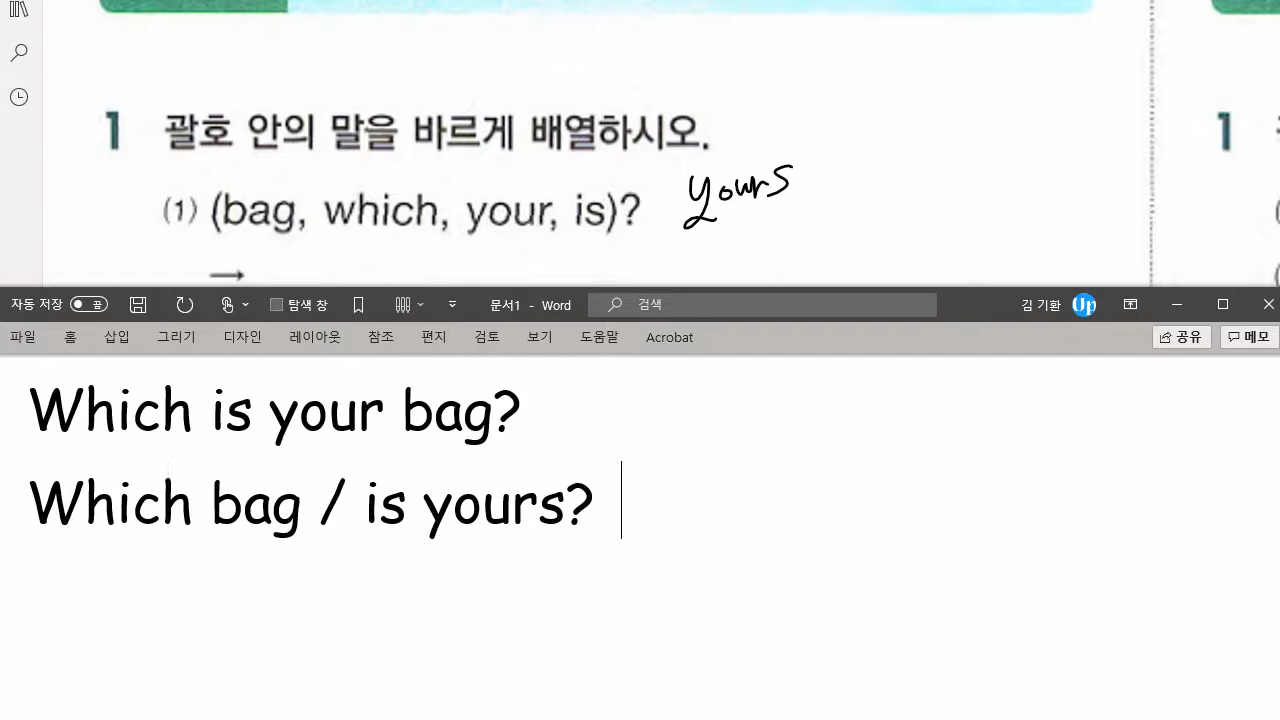 1 괄호 안의 말을 바르게 배열하시오. 1
yours
(1) (bag, which, your, is)?
→
자동 저장 끔 탐색 창 문서1 - Word 검색 김 기환 Up
파일 홈 삽입 그리기 디자인 레이아웃 참조 편지 검토 보기 도움말 Acrobat 공유 메모
Which is your bag?
Which bag / is yours?